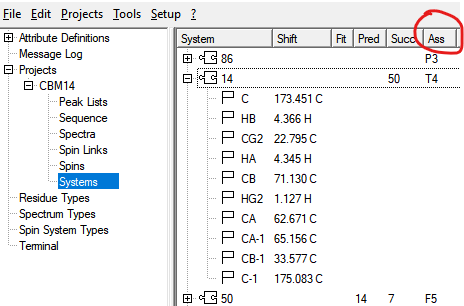 File Edit Projects Tools Setup ?
Attribute Definitions
Message Log
Projects
CBM14
Peak Lists
Sequence
Spectra
Spin Links
Spins
Systems
Residue Types
Spectrum Types
Spin System Types
Terminal
System Shift Fit Pred Succ Ass
86 P3
14 50 T4
C 173.451 C
HB 4.366 H
CG2 22.795 C
HA 4.345 H
CB 71.130 C
HG2 1.127 H
CA 62.671 C
CA-1 65.156 C
CB-1 33.577 C
C-1 175.083 C
50 14 7 F5